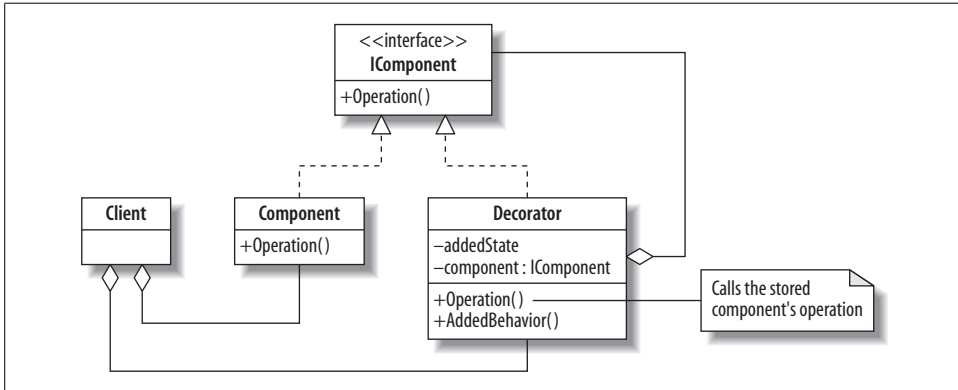 <<interface>>
IComponent
+Operation()
Client
Component
+Operation()
Decorator
–addedState
–component : IComponent
+Operation()
+AddedBehavior()
Calls the stored
component's operation